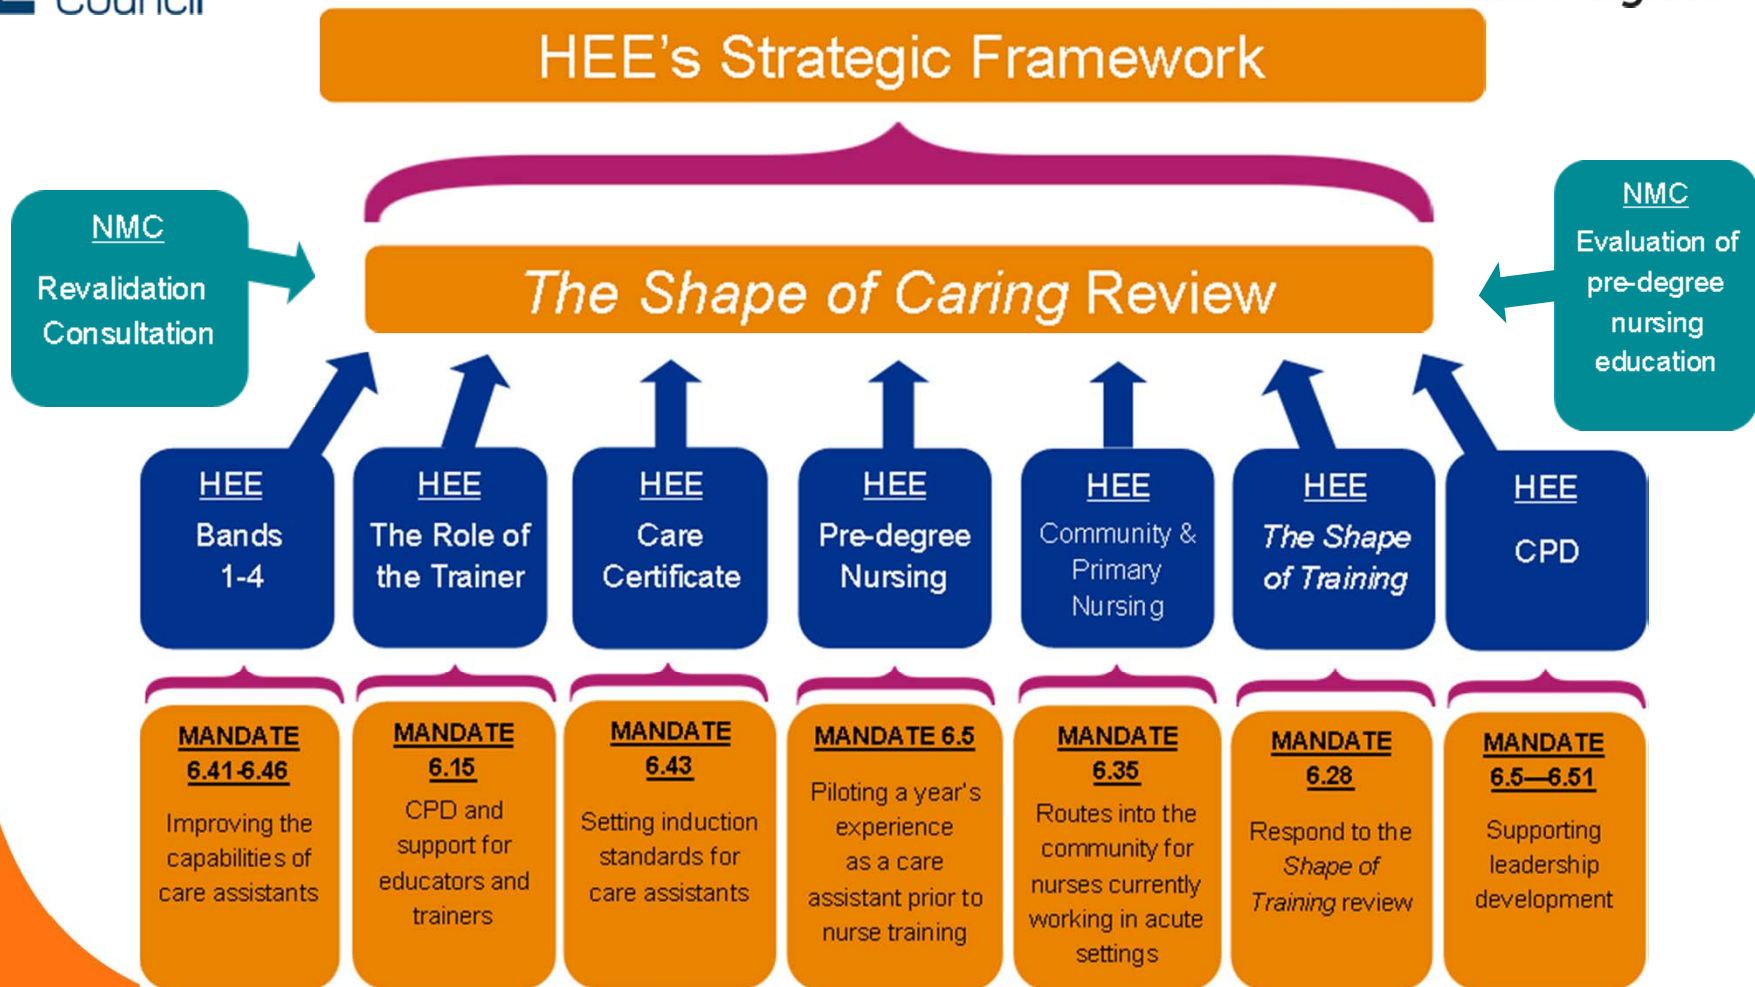 Council
HEE's Strategic Framework
NMC
Revalidation
Consultation
The Shape of Caring Review
NMC
Evaluation of
pre-degree
nursing
education
HEE
Bands
1-4
HEE
The Role of
the Trainer
HEE
Care
Certificate
HEE
Pre-degree
Nursing
HEE
Community &
Primary
Nursing
HEE
The Shape
of Training
HEE
CPD
MANDATE
6.41-6.46
Improving the
capabilities of
care assistants
MANDATE
6.15
CPD and
support for
educators and
trainers
MANDATE
6.43
Setting induction
standards for
care assistants
MANDATE 6.5
Piloting a year's
experience
as a care
assistant prior to
nurse training
MANDATE
6.35
Routes into the
community for
nurses currently
working in acute
settings
MANDATE
6.28
Respond to the
Shape of
Training review
MANDATE
6.5—6.51
Supporting
leadership
development